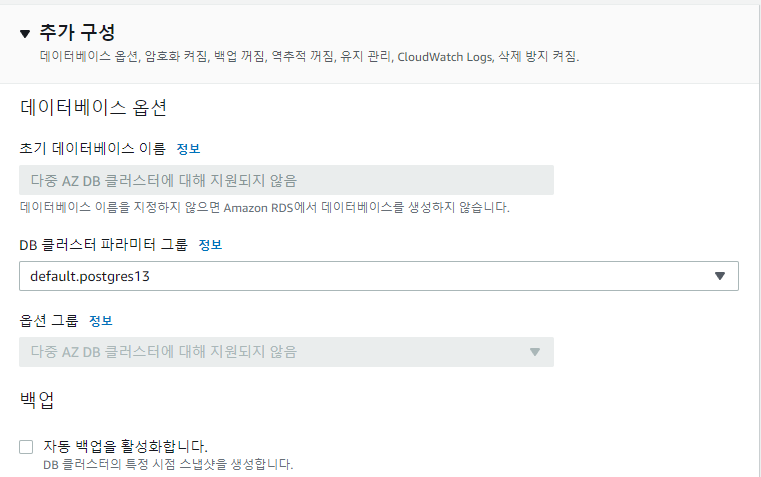 추가 구성
데이터베이스 옵션, 암호화 켜짐, 백업 꺼짐, 역추적 꺼짐, 유지 관리, CloudWatch Logs, 삭제 방지 켜짐.
데이터베이스 옵션
초기 데이터베이스 이름 정보
다중 AZ DB 클러스터에 대해 지원되지 않음
데이터베이스 이름을 지정하지 않으면 Amazon RDS에서 데이터베이스를 생성하지 않습니다.
DB 클러스터 파라미터 그룹 정보
default.postgres13
옵션 그룹 정보
다중 AZ DB 클러스터에 대해 지원되지 않음
백업
자동 백업을 활성화합니다.
DB 클러스터의 특정 시점 스냅샷을 생성합니다.